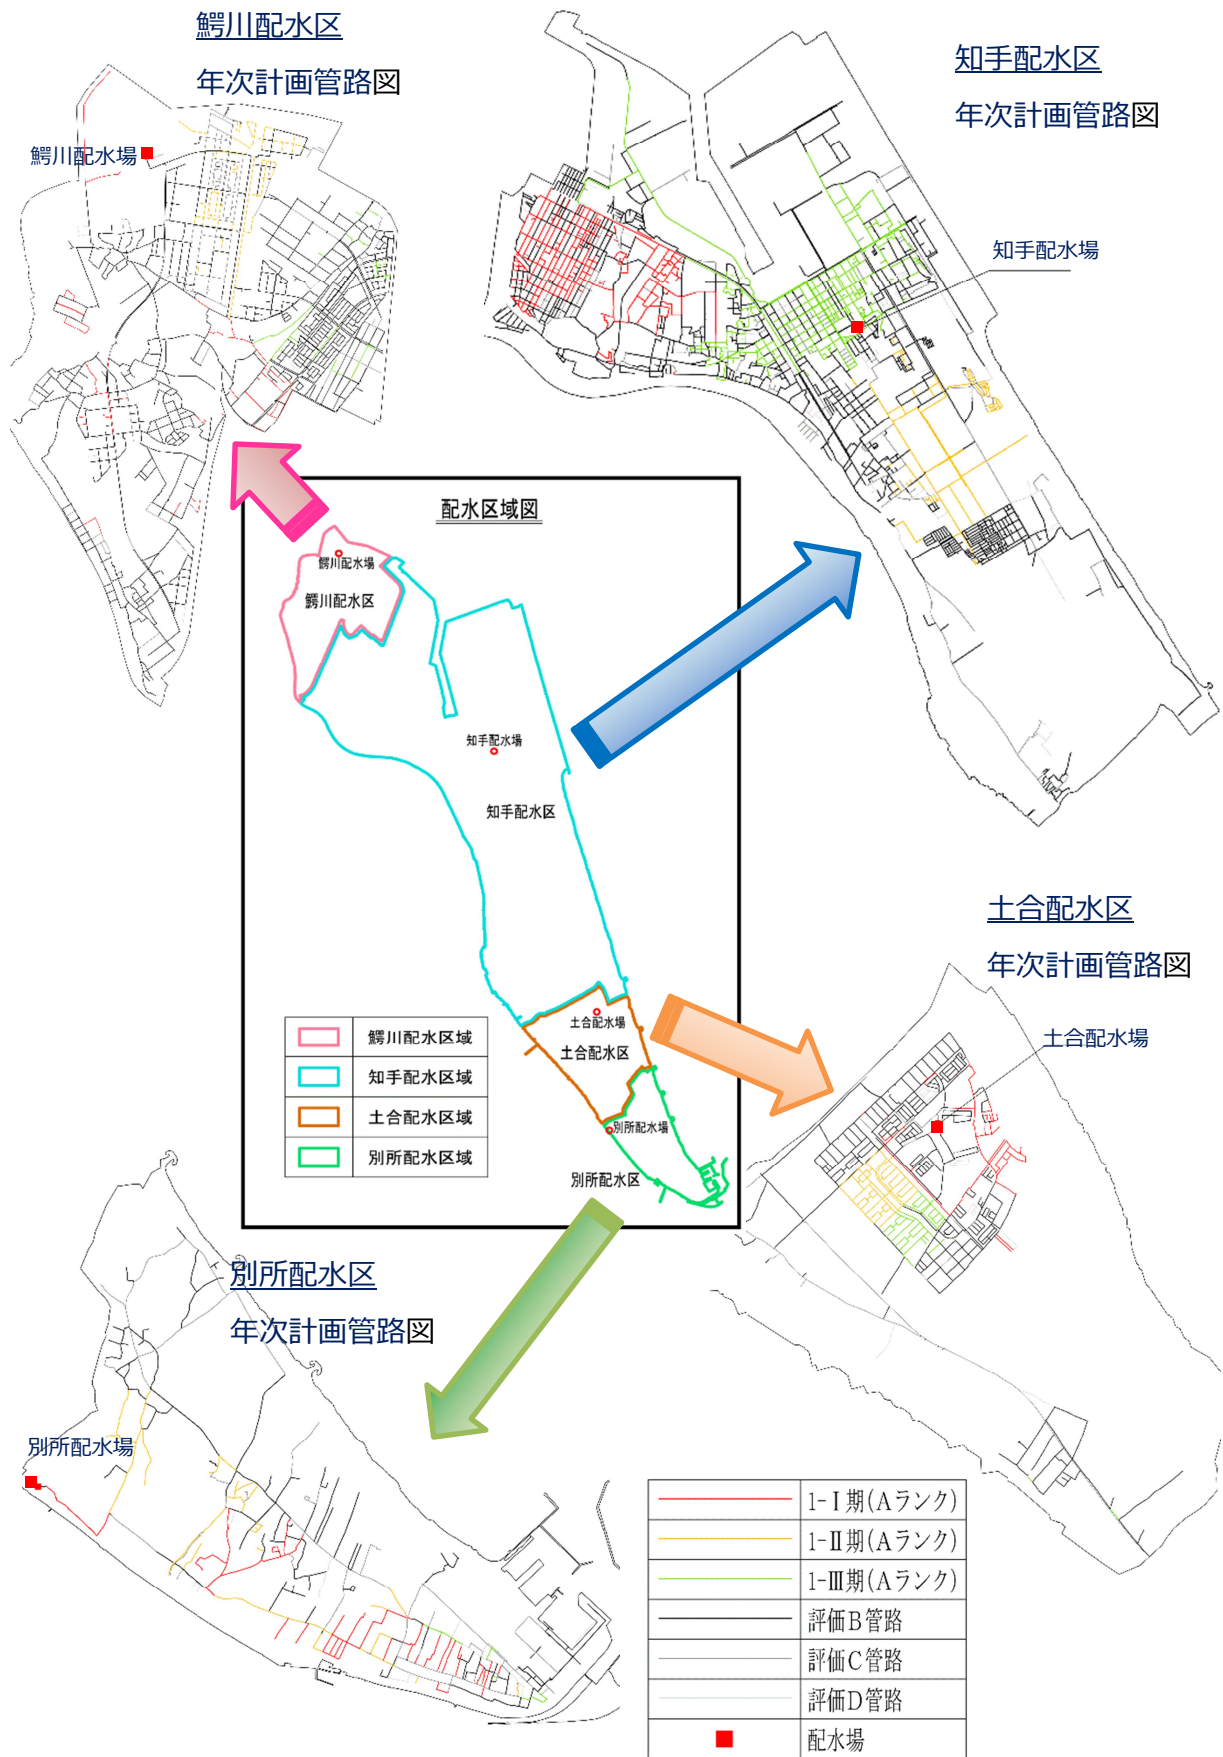 鰐川配水区
年次計画管路図
鰐川配水場
知手配水区
年次計画管路図
知手配水場
配水区域図
鰐川配水場
鰐川配水区
知手配水場
知手配水区
土合配水場
土合配水区
別所配水場
別所配水区
鰐川配水区域
知手配水区域
土合配水区域
別所配水区域
土合配水区
年次計画管路図
土合配水場
別所配水区
年次計画管路図
別所配水場
1-Ⅰ期(Aランク)
1-Ⅱ期(Aランク)
1-Ⅲ期(Aランク)
評価B管路
評価C管路
評価D管路
配水場